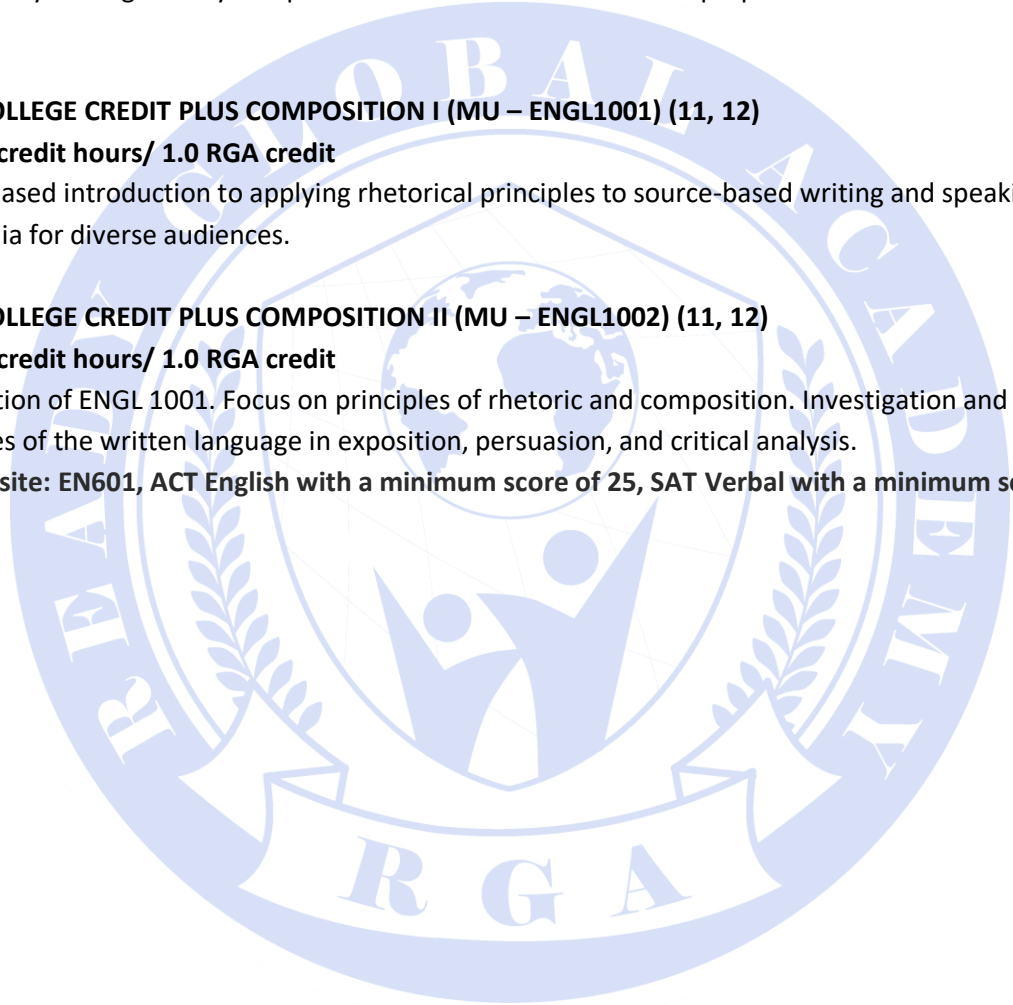 OLLEGE CREDIT PLUS COMPOSITION I (MU – ENGL1001) (11, 12)
credit hours/ 1.0 RGA credit
ased introduction to applying rhetorical principles to source-based writing and speaki
ia for diverse audiences.
OLLEGE CREDIT PLUS COMPOSITION II (MU – ENGL1002) (11, 12)
credit hours/ 1.0 RGA credit
tion of ENGL 1001. Focus on principles of rhetoric and composition. Investigation and
es of the written language in exposition, persuasion, and critical analysis.
site: EN601, ACT English with a minimum score of 25, SAT Verbal with a minimum s
READY GLOBAL ACADEMY
RGA